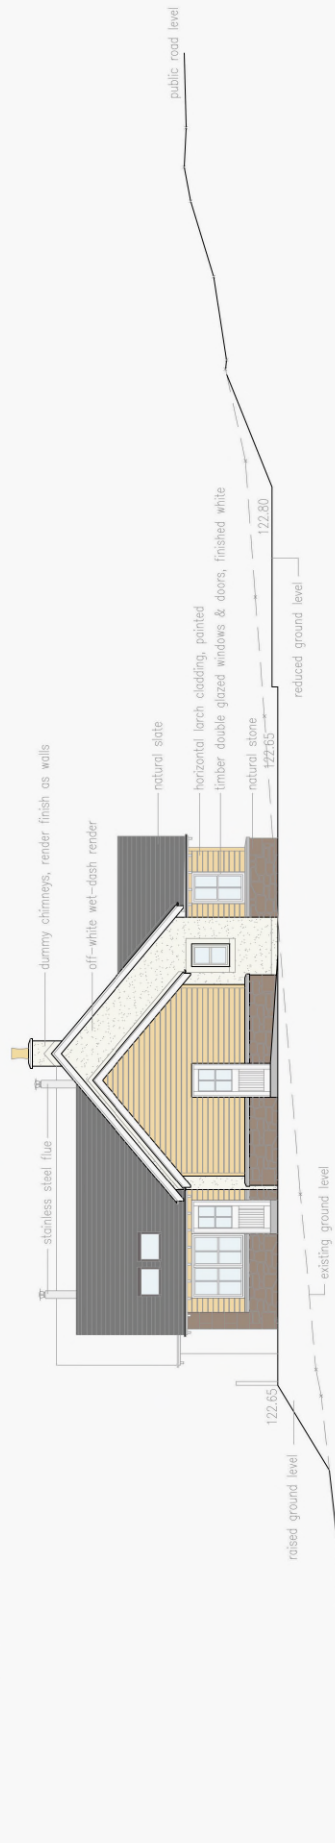 stainless steel flue
dummy chimneys, render finish as walls
off-white wet-dash render
natural slate
horizontal larch cladding, painted
timber double glazed windows & doors, finished white
natural stone
public road level
122.65
122.65
122.80
raised ground level
existing ground level
reduced ground level